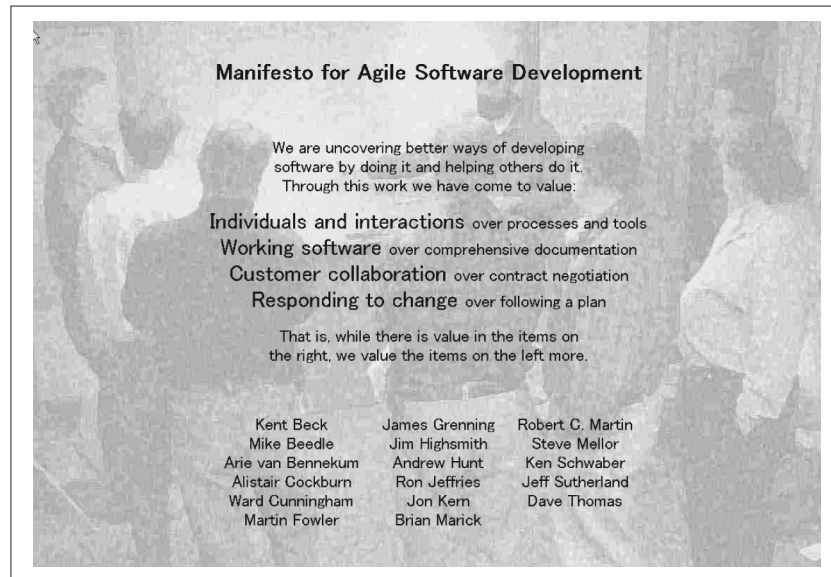 Manifesto for Agile Software Development
We are uncovering better ways of developing
software by doing it and helping others do it.
Through this work we have come to value:
Individuals and interactions over processes and tools
Working software over comprehensive documentation
Customer collaboration over contract negotiation
Responding to change over following a plan
That is, while there is value in the items on
the right, we value the items on the left more.
Kent Beck
Mike Beedle
Arie van Bennekum
Alistair Cockburn
Ward Cunningham
Martin Fowler
James Grenning
Jim Highsmith
Andrew Hunt
Ron Jeffries
Jon Kern
Brian Marick
Robert C. Martin
Steve Mellor
Ken Schwaber
Jeff Sutherland
Dave Thomas